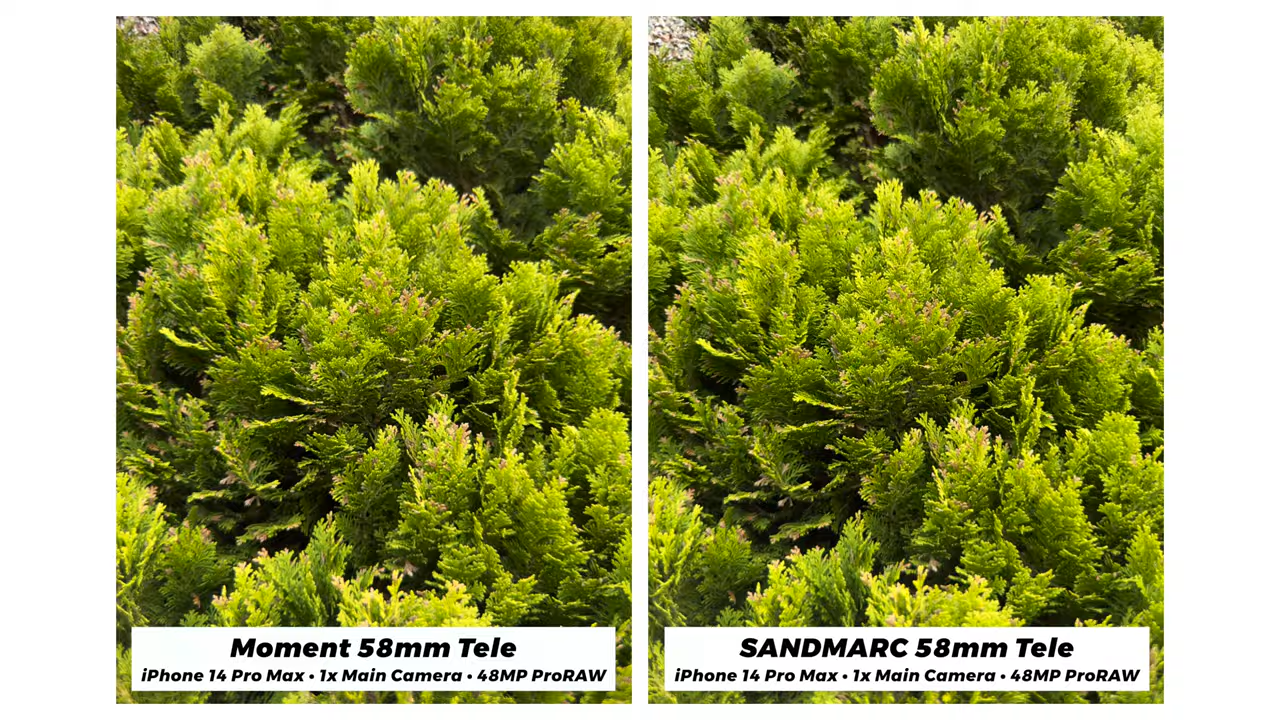 Moment 58mm Tele
iPhone 14 Pro Max • 1x Main Camera • 48MP ProRAW
SANDMARC 58mm Tele
iPhone 14 Pro Max • 1x Main Camera • 48MP ProRAW